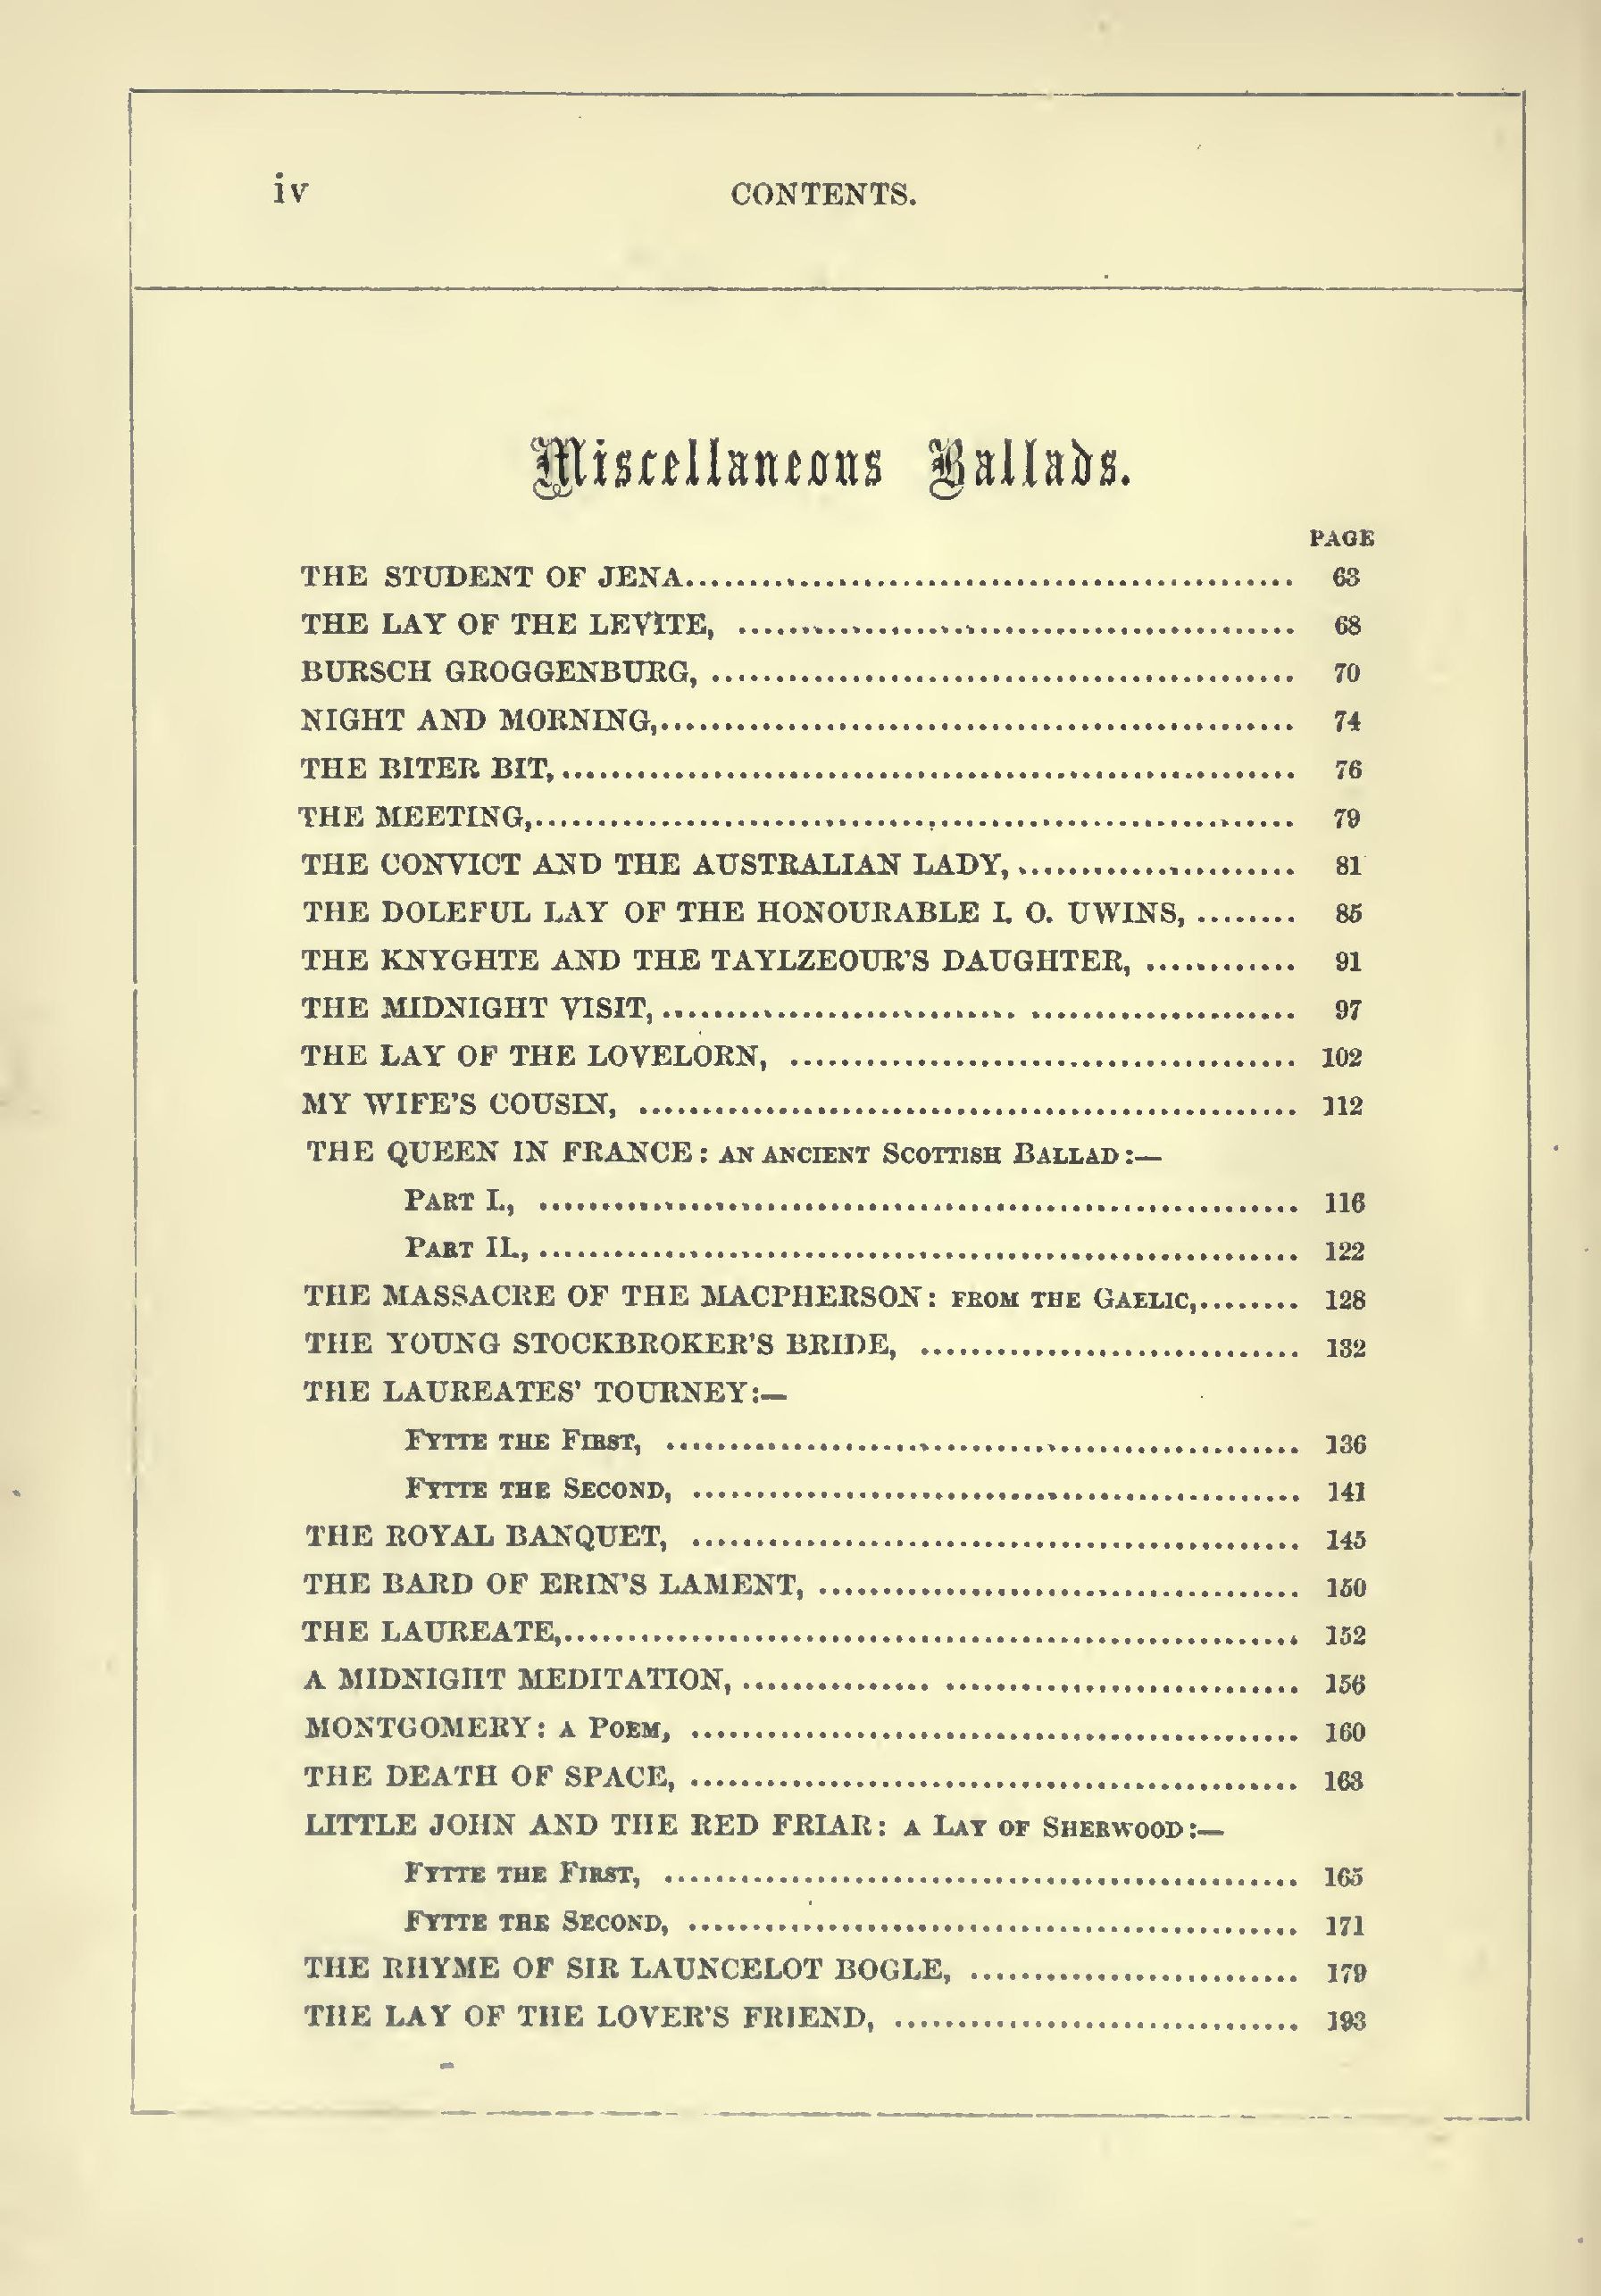 iv CONTENTS.
Miscellaneous Ballads.
PAGE
THE STUDENT OF JENA................................................ 63
THE LAY OF THE LEVITE, ............................................ 68
BURSCH GROGGENBURG, .............................................. 70
NIGHT AND MORNING,.................................................. 74
THE BITER BIT,.......................................................... 76
THE MEETING,............................................................ 79
THE CONVICT AND THE AUSTRALIAN LADY,...................... 81
THE DOLEFUL LAY OF THE HONOURABLE I. O. UWINS, ........ 85
THE KNYGHTE AND THE TAYLZEOUR'S DAUGHTER, ............ 91
THE MIDNIGHT VISIT,................................................. 97
THE LAY OF THE LOVELORN, ........................................ 102
MY WIFE'S COUSIN, .................................................... 112
THE QUEEN IN FRANCE: AN ANCIENT SCOTTISH BALLAD:—
PART I., ............................................................ 116
PART II., ............................................................ 122
THE MASSACRE OF THE MACPHERSON: FROM THE GAELIC,........ 128
THE YOUNG STOCKBROKER'S BRIDE, .............................. 132
THE LAUREATES' TOURNEY:—
FYTTE THE FIRST, .................................................. 136
FYTTE THE SECOND, ................................................ 141
THE ROYAL BANQUET, ................................................ 145
THE BARD OF ERIN'S LAMENT, ...................................... 150
THE LAUREATE,.......................................................... 152
A MIDNIGHT MEDITATION, ........................................... 156
MONTGOMERY: A POEM, ................................................ 160
THE DEATH OF SPACE, ................................................ 163
LITTLE JOHN AND THE RED FRIAR: A LAY OF SHERWOOD:—
FYTTE THE FIRST, .................................................. 165
FYTTE THE SECOND, ................................................ 171
THE RHYME OF SIR LAUNCELOT BOGLE, .......................... 179
THE LAY OF THE LOVER'S FRIEND, ................................ 193